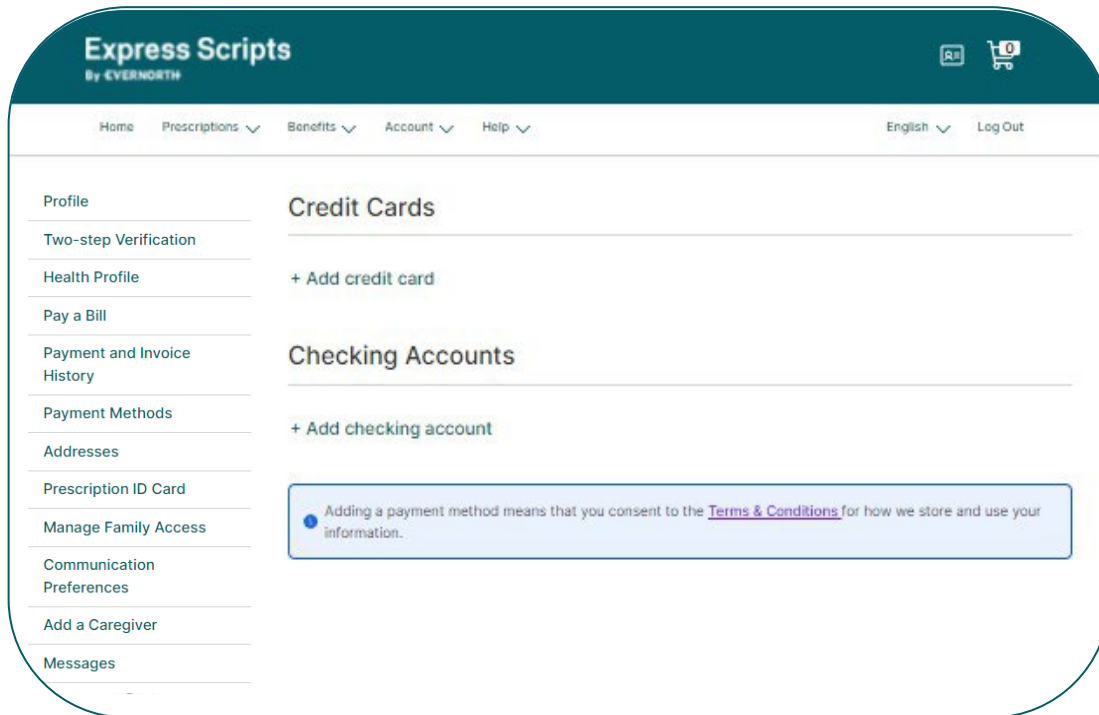 Express Scripts
By EVERNORTH
0
Home Prescriptions Benefits Account Help English Log Out
Profile
Two-step Verification
Health Profile
Pay a Bill
Payment and Invoice
History
Payment Methods
Addresses
Prescription ID Card
Manage Family Access
Communication
Preferences
Add a Caregiver
Messages
Credit Cards
+ Add credit card
Checking Accounts
+ Add checking account
Adding a payment method means that you consent to the Terms & Conditions for how we store and use your
information.